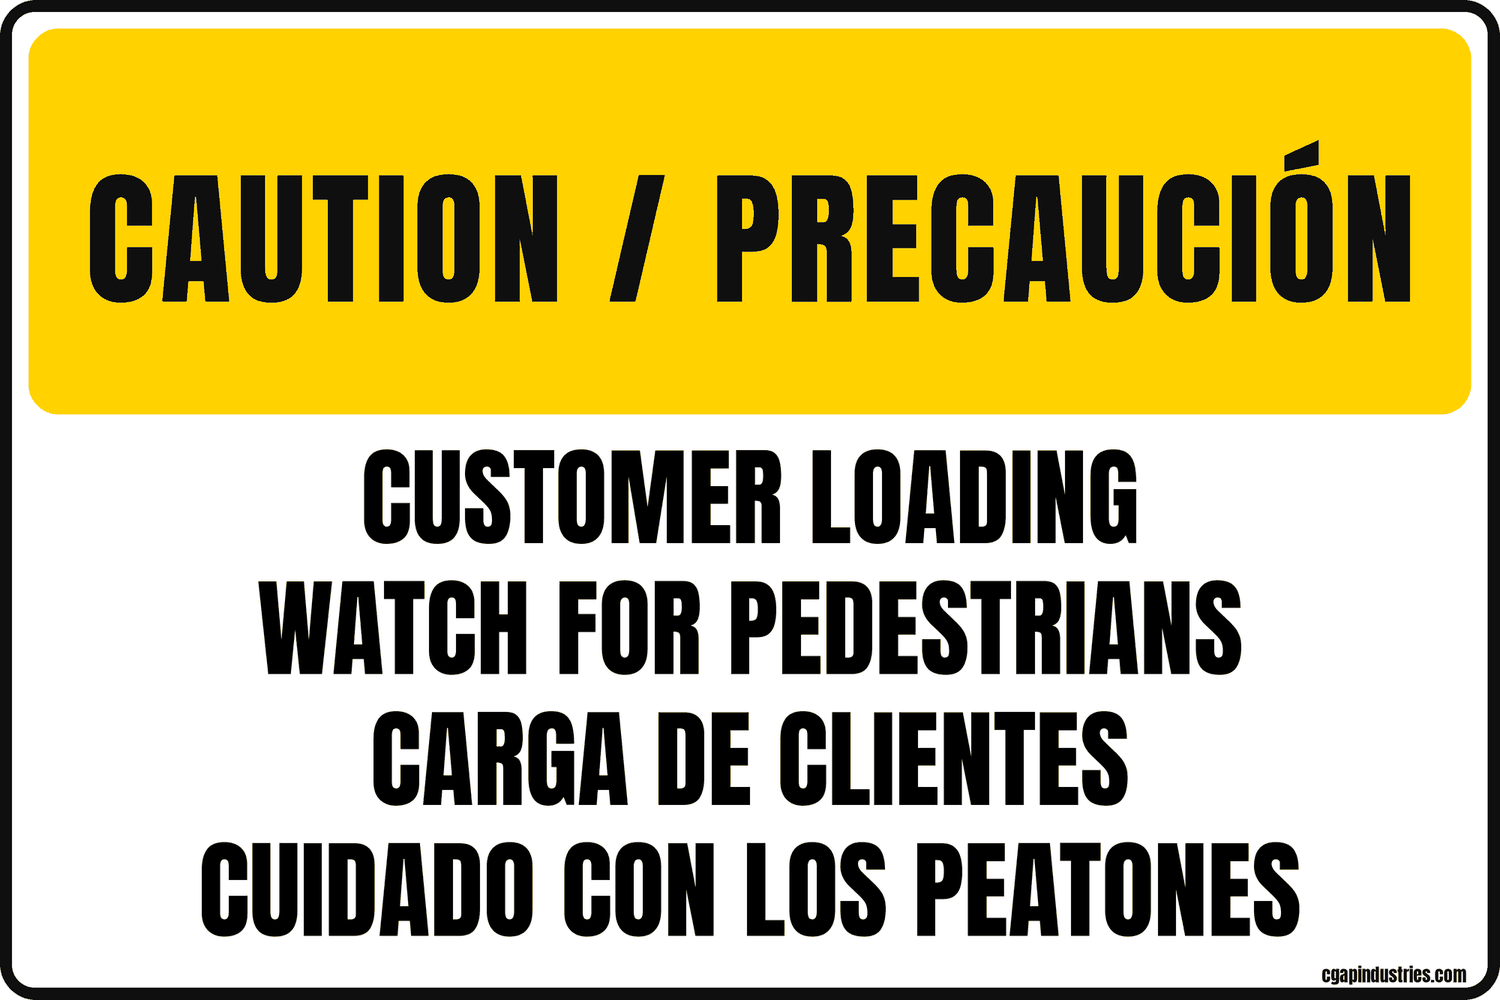 CAUTION / PRECAUCIÓN
CUSTOMER LOADING
WATCH FOR PEDESTRIANS
CARGA DE CLIENTES
CUIDADO CON LOS PEATONES
cgapindustries.com